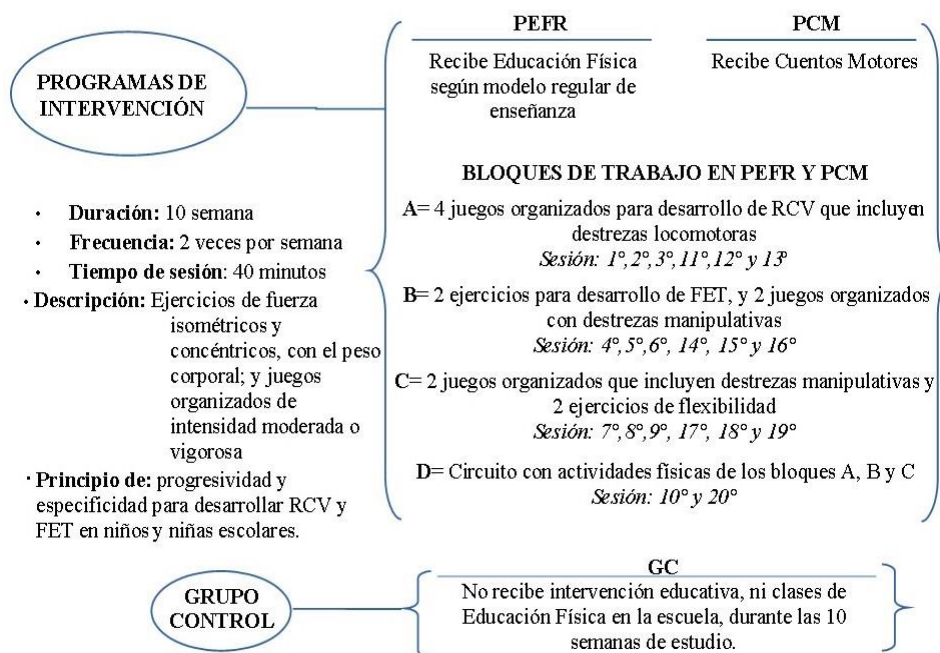 PROGRAMAS DE
INTERVENCIÓN
PEFR
Recibe Educación Física
según modelo regular de
enseñanza
PCM
Recibe Cuentos Motores
BLOQUES DE TRABAJO EN PEFR Y PCM
A= 4 juegos organizados para desarrollo de RCV que incluyen
destrezas locomotoras
Sesión: 1°,2°,3°,11°,12° y 13°
B= 2 ejercicios para desarrollo de FET, y 2 juegos organizados
con destrezas manipulativas
Sesión: 4°,5°,6°, 14°, 15° y 16°
C= 2 juegos organizados que incluyen destrezas manipulativas y
2 ejercicios de flexibilidad
Sesión: 7°,8°,9°, 17°, 18° y 19°
D= Circuito con actividades físicas de los bloques A, B y C
Sesión: 10° y 20°
· Duración: 10 semana
· Frecuencia: 2 veces por semana
· Tiempo de sesión: 40 minutos
· Descripción: Ejercicios de fuerza
isométricos y
concéntricos, con el peso
corporal; y juegos
organizados de
intensidad moderada o
vigorosa
· Principio de: progresividad y
especificidad para desarrollar RCV y
FET en niños y niñas escolares.
GRUPO
CONTROL
GC
No recibe intervención educativa, ni clases de
Educación Física en la escuela, durante las 10
semanas de estudio.